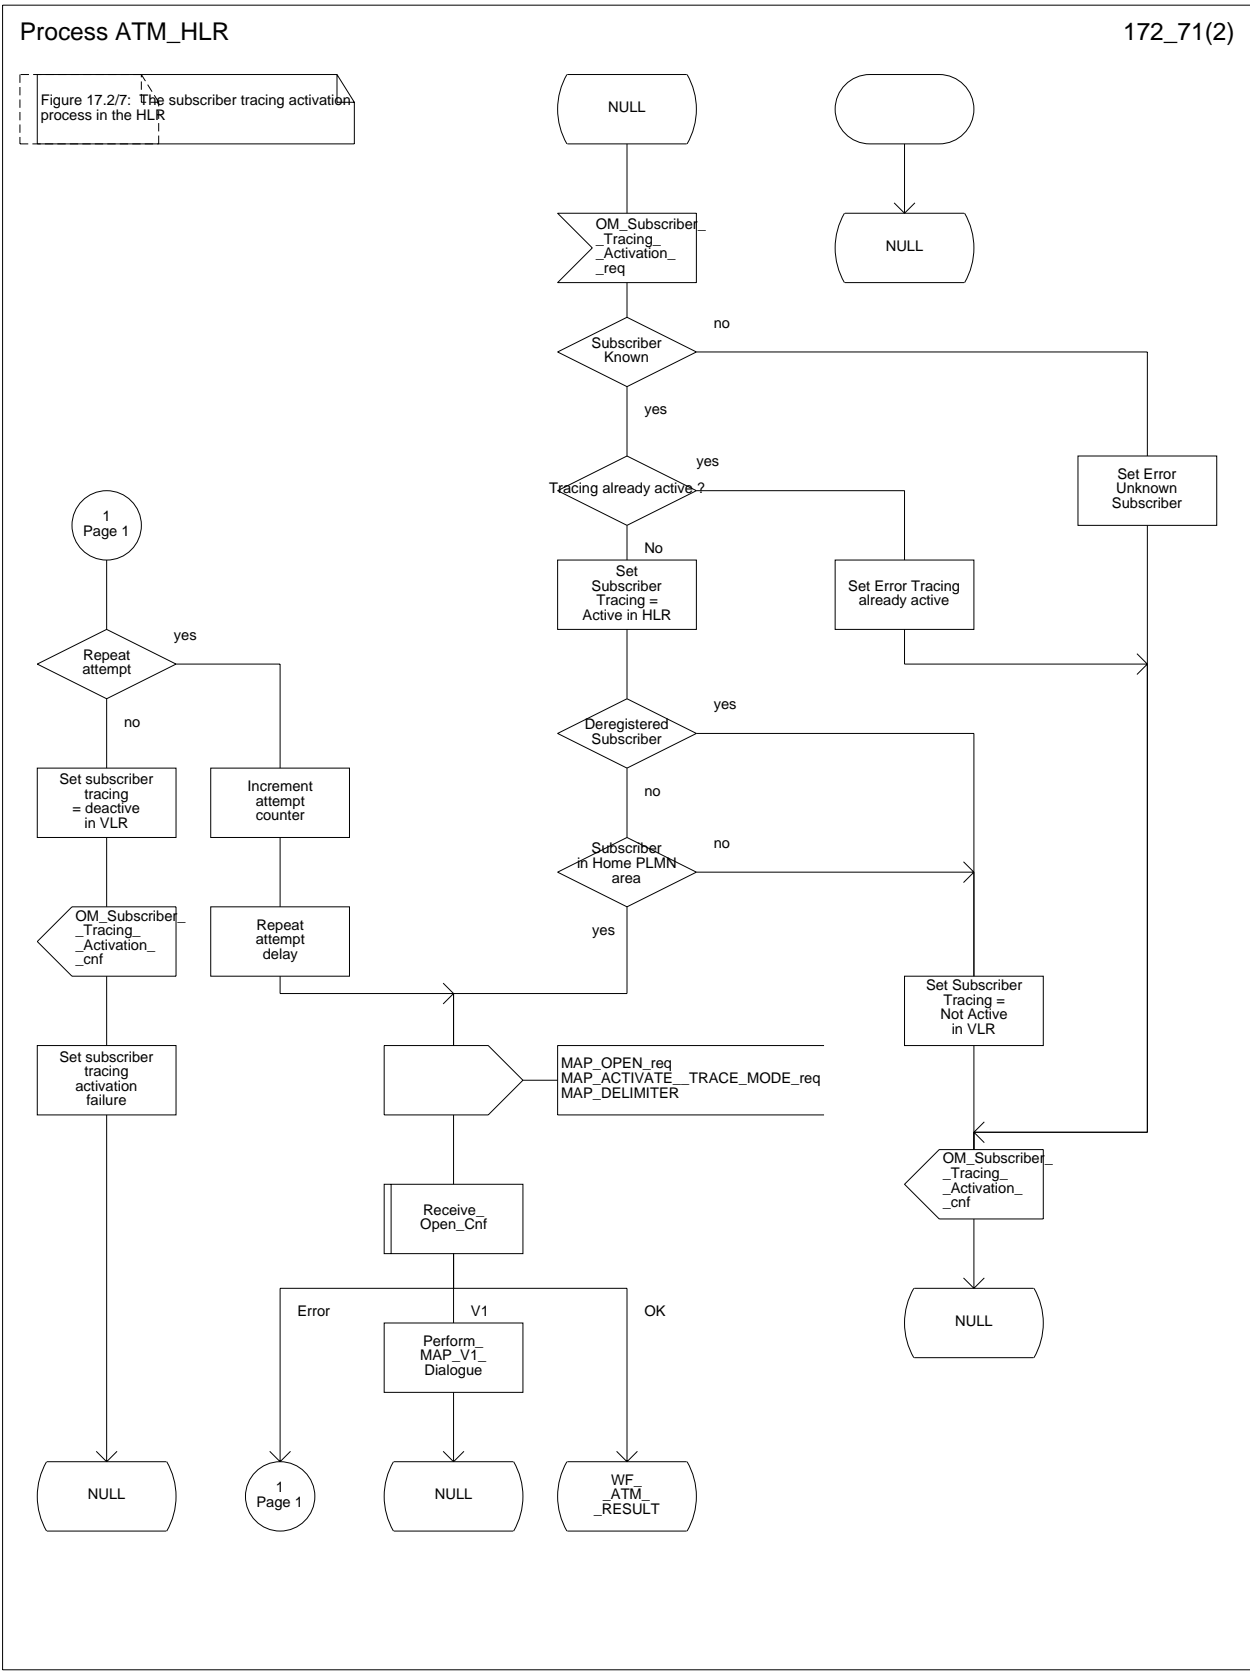 Process ATM_HLR
172_71(2)
Figure 17.2/7: The subscriber tracing activation
process in the HLR
NULL
NULL
OM_Subscriber_
_Tracing_
_Activation_
_req
Subscriber
Known
no
yes
Tracing already active ?
yes
No
Set Error
Unknown
Subscriber
Set
Subscriber
Tracing =
Active in HLR
Set Error Tracing
already active
Deregistered
Subscriber
yes
no
Subscriber
in Home PLMN
area
no
yes
Set Subscriber
Tracing =
Not Active
in VLR
OM_Subscriber_
_Tracing_
_Activation_
_cnf
NULL
1
Page 1
Repeat
attempt
yes
no
Set subscriber
tracing
= deactive
in VLR
Increment
attempt
counter
OM_Subscriber_
_Tracing_
_Activation_
_cnf
Repeat
attempt
delay
Set subscriber
tracing
activation
failure
MAP_OPEN_req
MAP_ACTIVATE__TRACE_MODE_req
MAP_DELIMITER
Receive_
Open_Cnf
Error
V1
OK
Perform_
MAP_V1_
Dialogue
NULL
1
Page 1
NULL
WF_
_ATM_
_RESULT